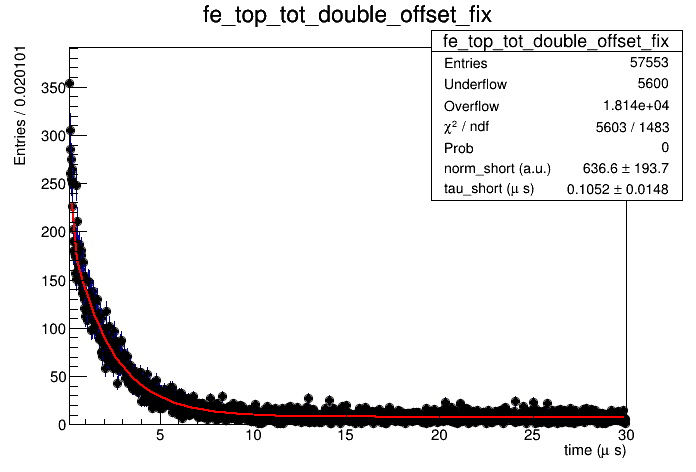 fe_top_tot_double_offset_fix
fe_top_tot_double_offset_fix
Entries 57553
Underflow 5600
Overflow 1.814e+04
χ² / ndf 5603 / 1483
Prob 0
norm_short (a.u.) 636.6 ± 193.7
tau_short (μ s) 0.1052 ± 0.0148
Entries / 0.020101
350
300
250
200
150
100
50
0
0 5 10 15 20 25 30
time (μ s)